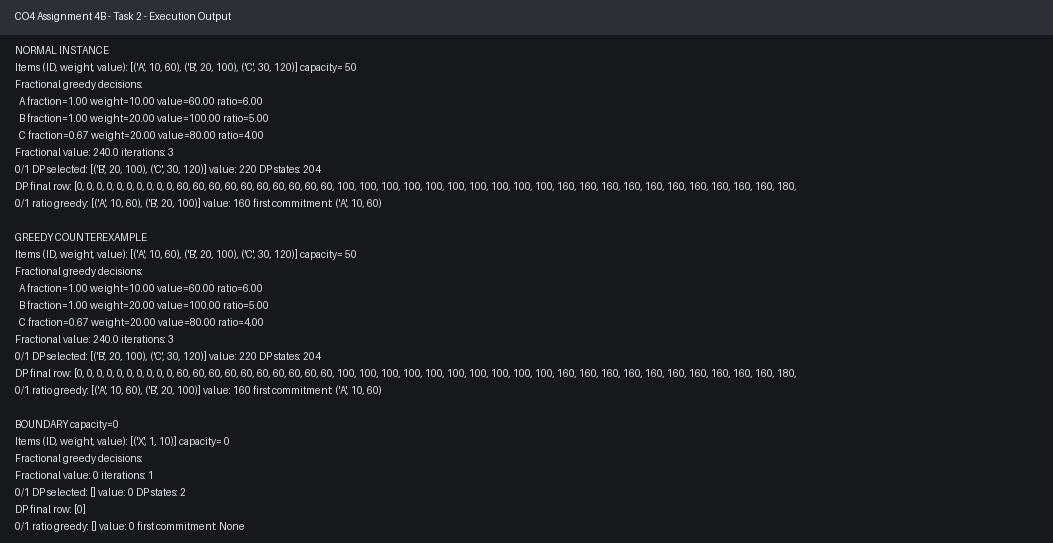 CO4 Assignment 4B - Task 2 - Execution Output
NORMAL INSTANCE
Items (ID, weight, value): [('A', 10, 60), ('B', 20, 100), ('C', 30, 120)] capacity= 50
Fractional greedy decisions:
A fraction=1.00 weight=10.00 value=60.00 ratio=6.00
B fraction=1.00 weight=20.00 value=100.00 ratio=5.00
C fraction=0.67 weight=20.00 value=80.00 ratio=4.00
Fractional value: 240.0 iterations: 3
0/1 DP selected: [('B', 20, 100), ('C', 30, 120)] value: 220 DP states: 204
DP final row: [0, 0, 0, 0, 0, 0, 0, 0, 0, 0, 60, 60, 60, 60, 60, 60, 60, 60, 60, 60, 100, 100, 100, 100, 100, 100, 100, 100, 100, 100, 160, 160, 160, 160, 160, 160, 160, 160, 160, 160, 180,
0/1 ratio greedy: [('A', 10, 60), ('B', 20, 100)] value: 160 first commitment: ('A', 10, 60)
GREEDY COUNTEREXAMPLE
Items (ID, weight, value): [('A', 10, 60), ('B', 20, 100), ('C', 30, 120)] capacity= 50
Fractional greedy decisions:
A fraction=1.00 weight=10.00 value=60.00 ratio=6.00
B fraction=1.00 weight=20.00 value=100.00 ratio=5.00
C fraction=0.67 weight=20.00 value=80.00 ratio=4.00
Fractional value: 240.0 iterations: 3
0/1 DP selected: [('B', 20, 100), ('C', 30, 120)] value: 220 DP states: 204
DP final row: [0, 0, 0, 0, 0, 0, 0, 0, 0, 0, 60, 60, 60, 60, 60, 60, 60, 60, 60, 60, 100, 100, 100, 100, 100, 100, 100, 100, 100, 100, 160, 160, 160, 160, 160, 160, 160, 160, 160, 160, 180,
0/1 ratio greedy: [('A', 10, 60), ('B', 20, 100)] value: 160 first commitment: ('A', 10, 60)
BOUNDARY capacity=0
Items (ID, weight, value): [('X', 1, 10)] capacity= 0
Fractional greedy decisions:
Fractional value: 0 iterations: 1
0/1 DP selected: [] value: 0 DP states: 2
DP final row: [0]
0/1 ratio greedy: [] value: 0 first commitment: None